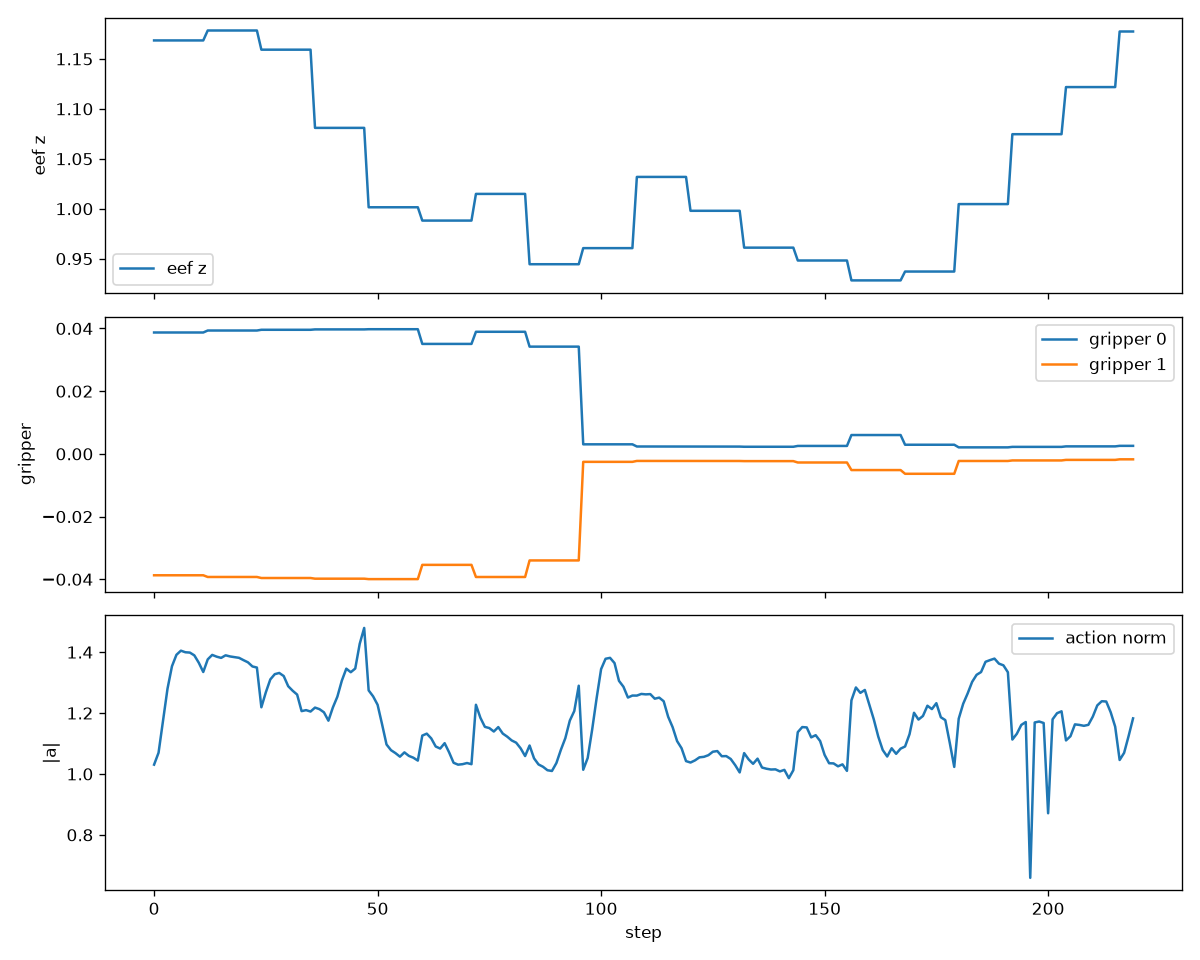 1.15
1.10
1.05
1.00
0.95
eef z
eef z
0.04
0.02
0.00
−0.02
−0.04
gripper
gripper 0
gripper 1
1.4
1.2
1.0
0.8
|a|
action norm
0
50
100
150
200
step